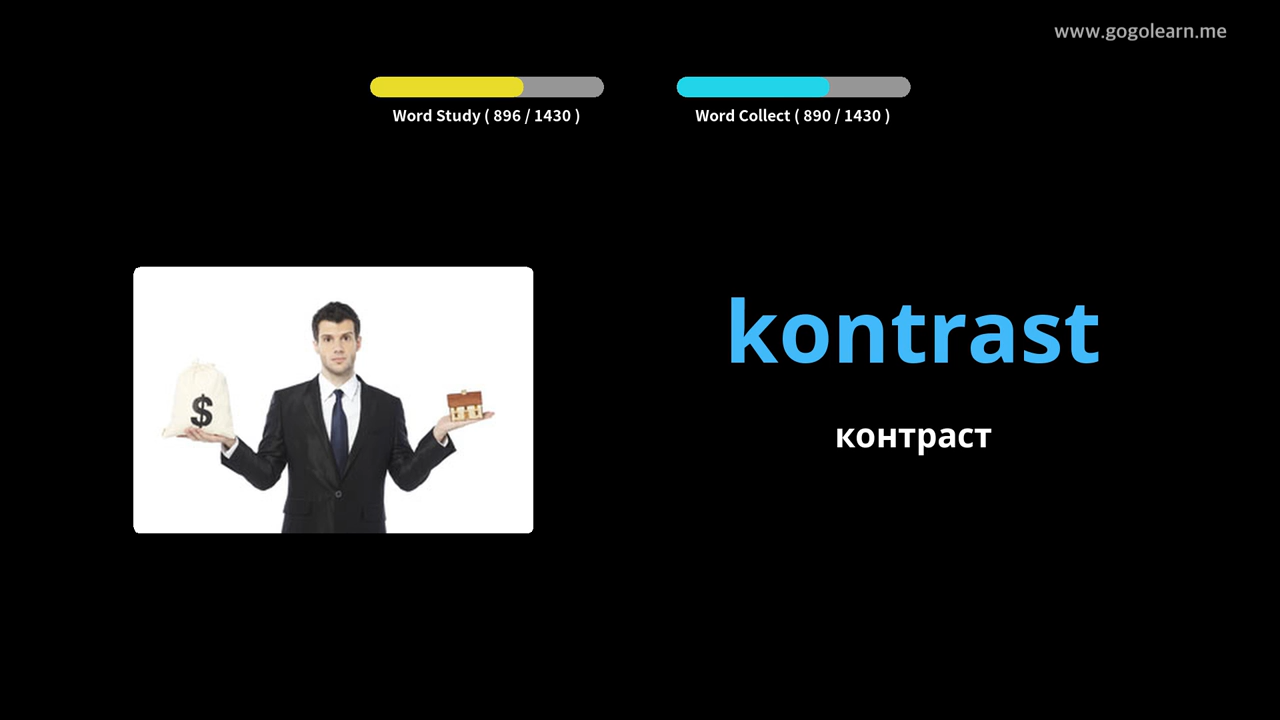 www.gogolearn.me
Word Study ( 896 / 1430 )
Word Collect ( 890 / 1430 )
$
kontrast
контраст